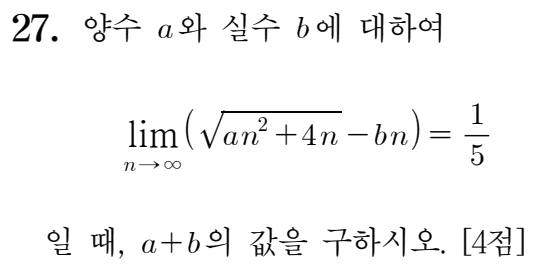 27. 양수 a와 실수 b에 대하여
lim_{n→∞}(√(an²+4n)−bn)=1/5
일 때, a+b의 값을 구하시오. [4점]